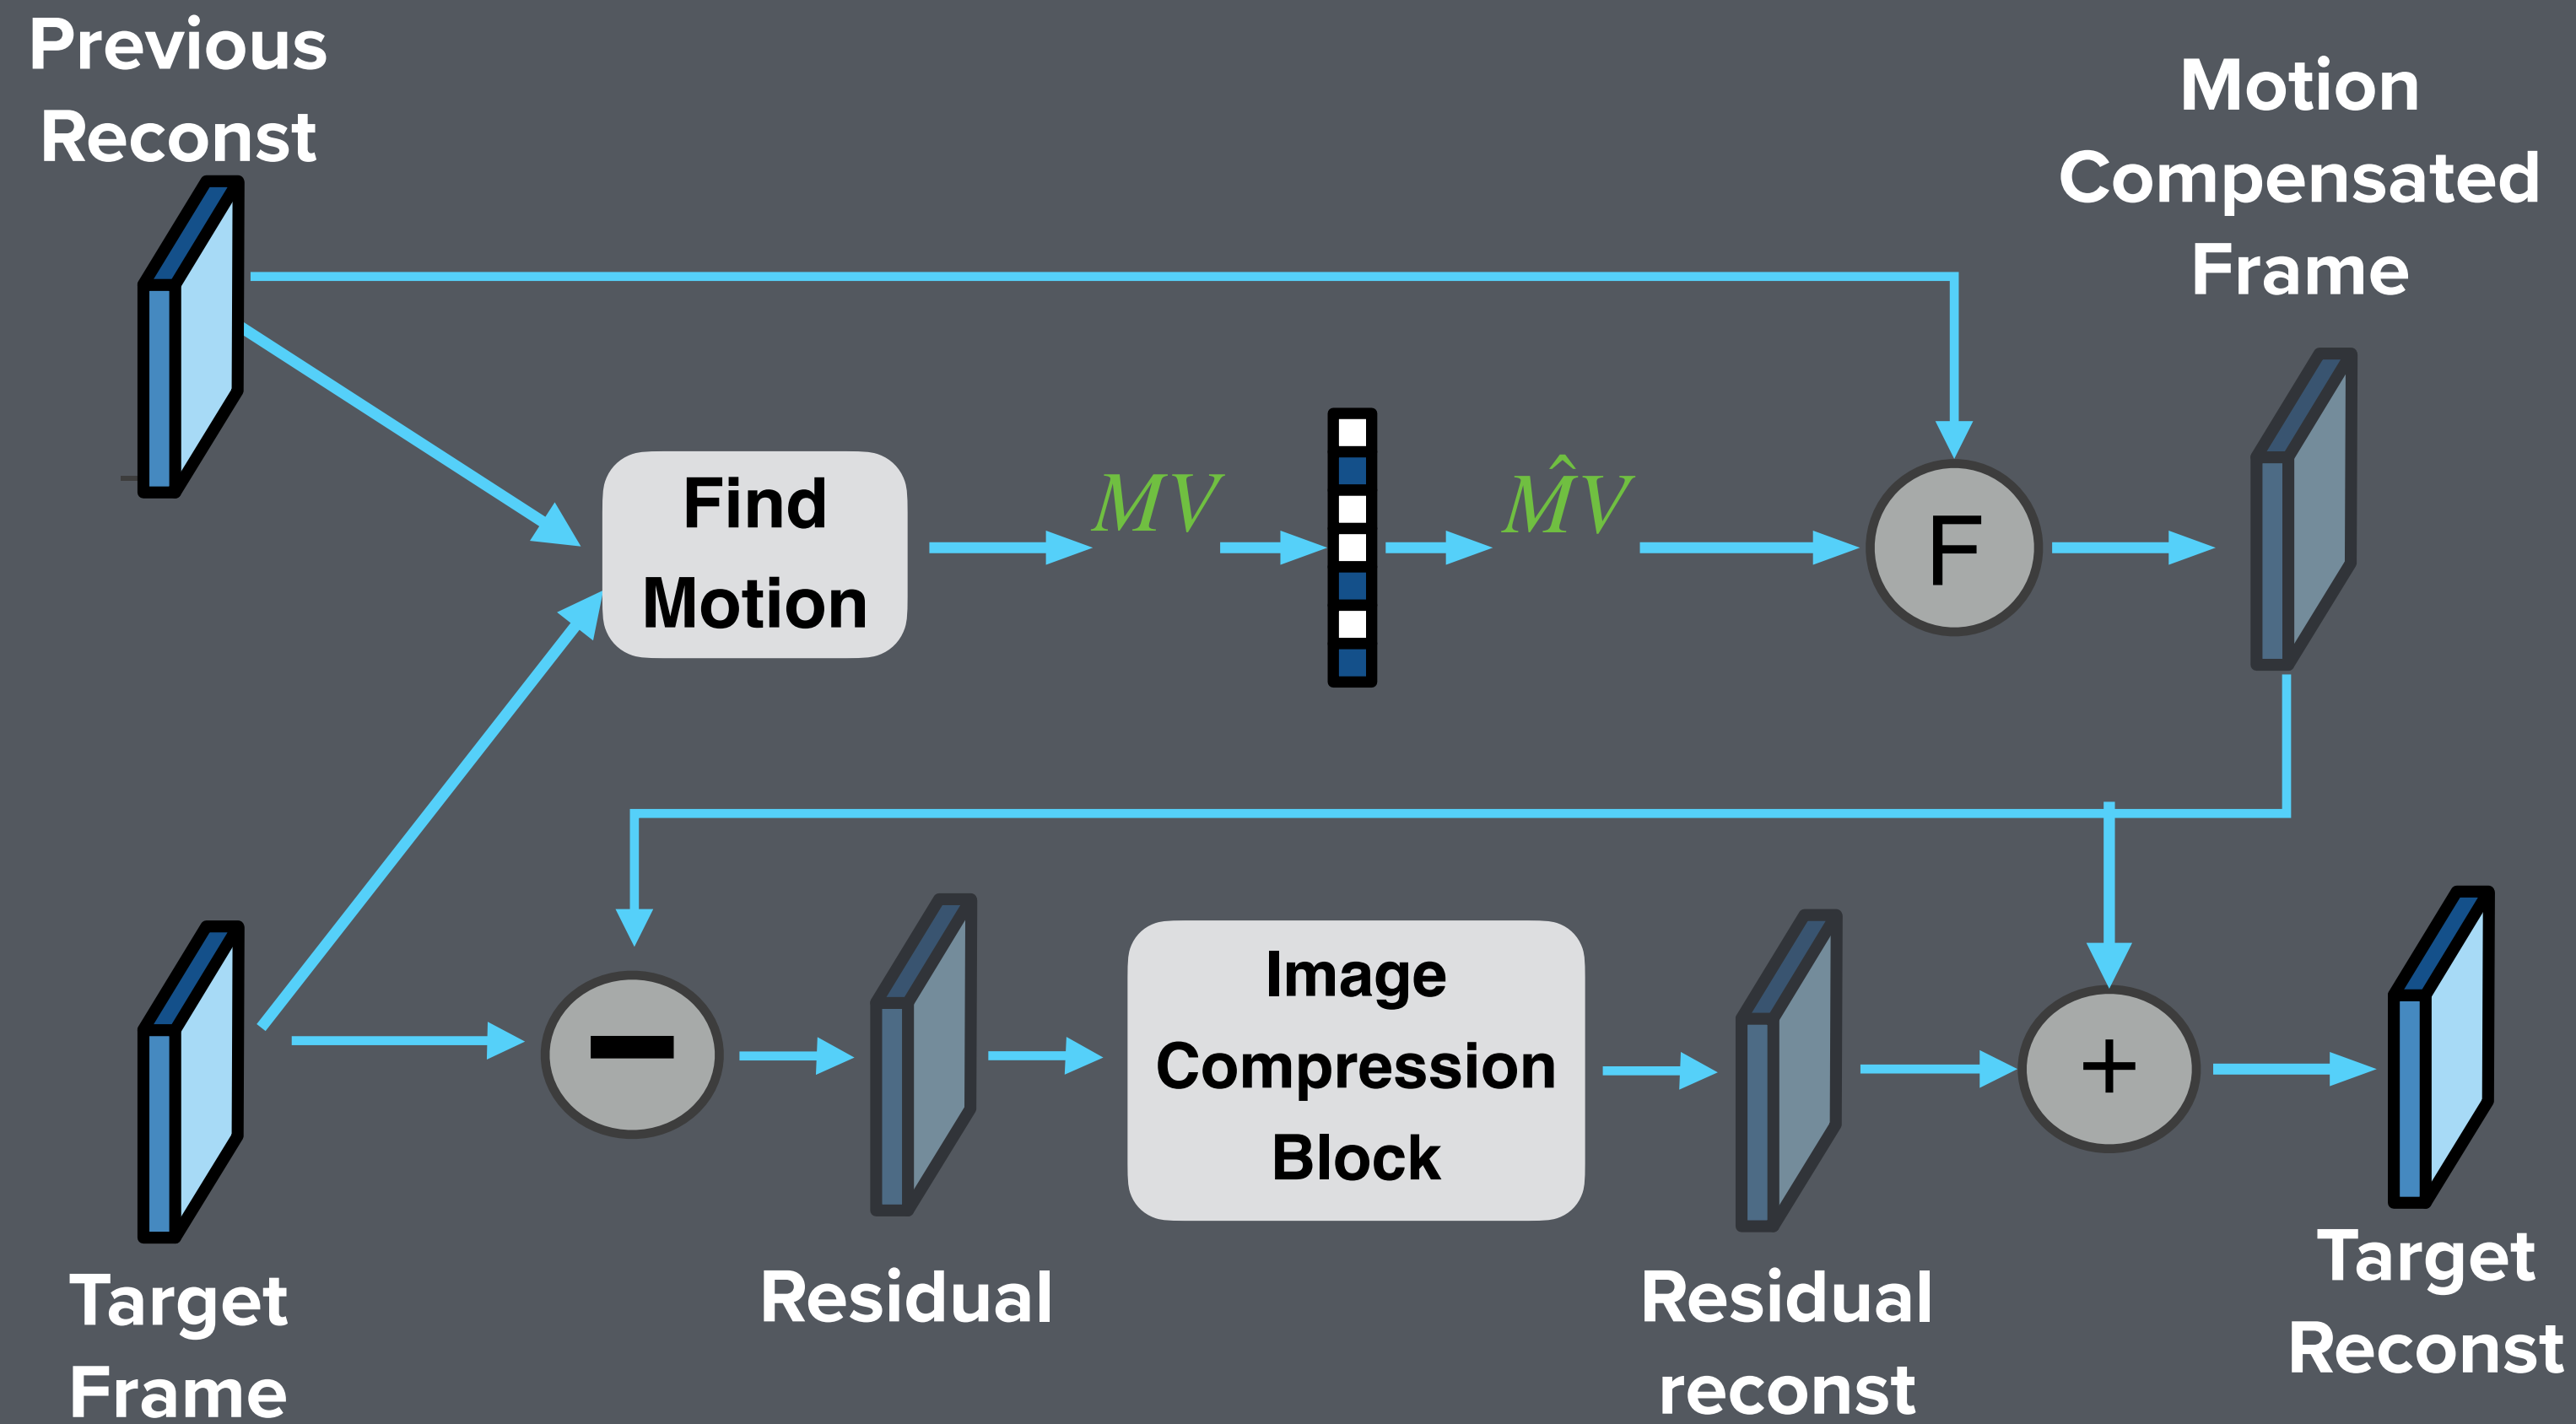 Previous
Reconst
Motion
Compensated
Frame
Find
Motion
MV
M̂V
F
Image
Compression
Block
+
Target
Frame
Residual
Residual
reconst
Target
Reconst